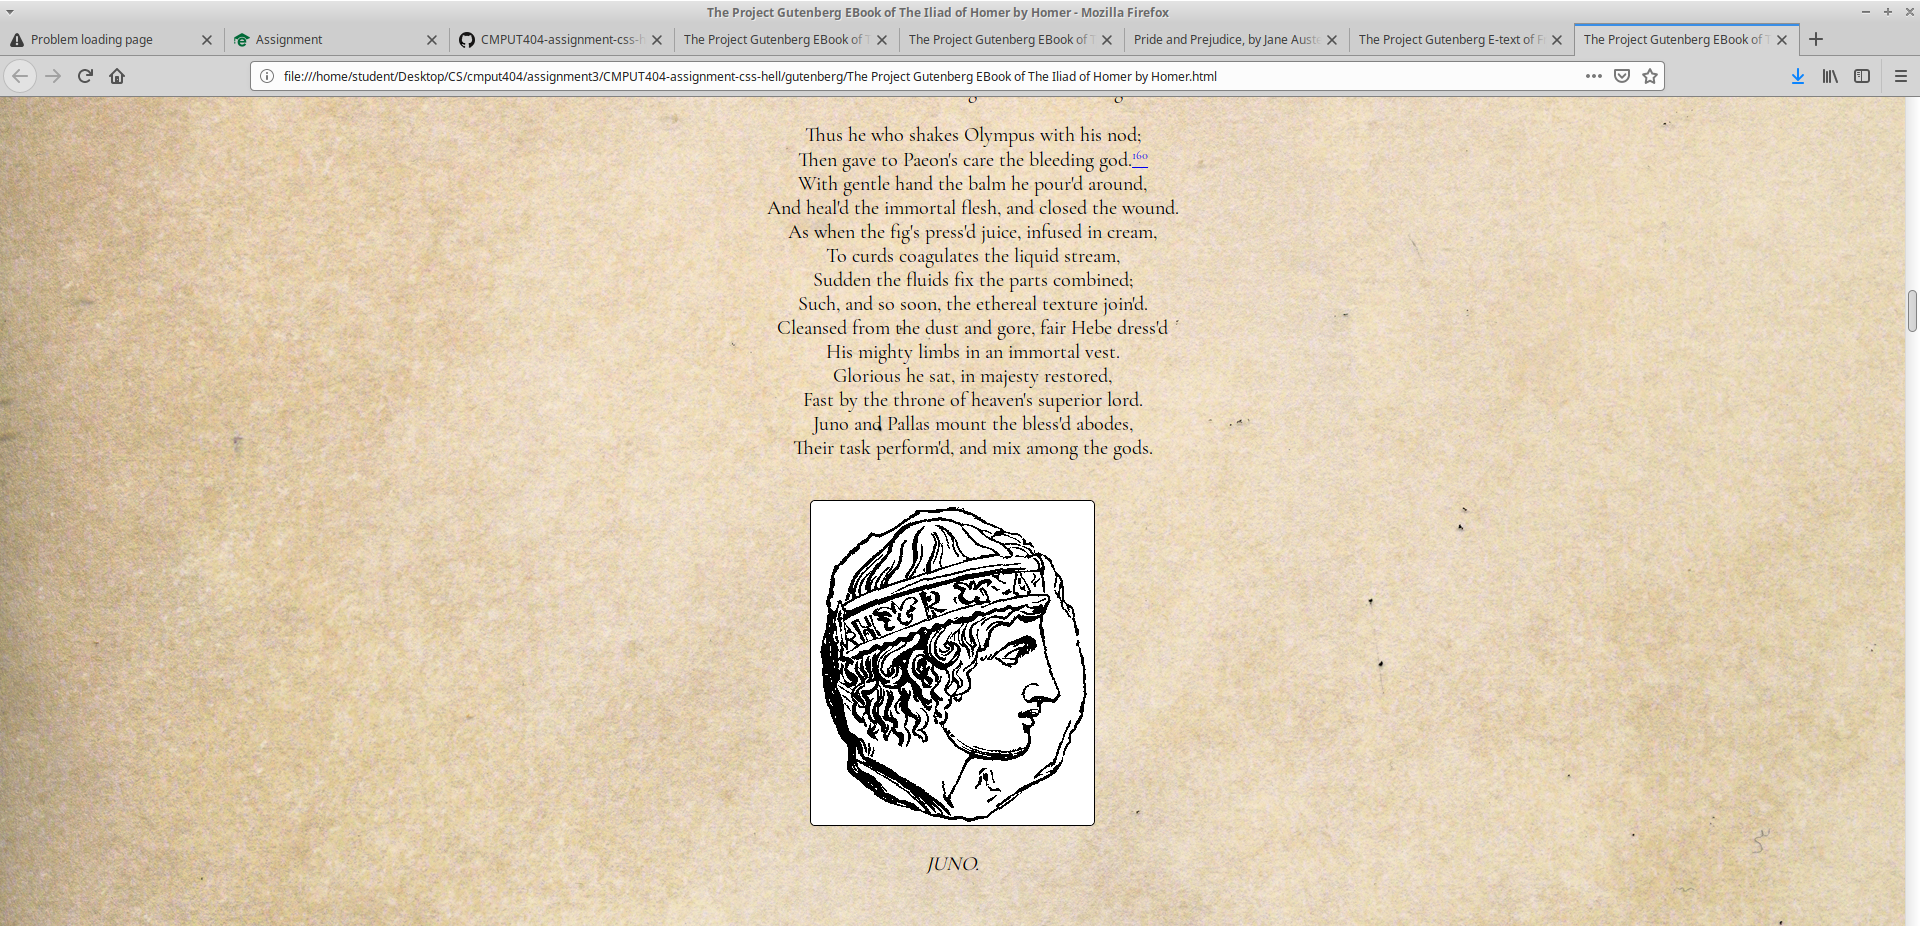 The Project Gutenberg EBook of The Iliad of Homer by Homer - Mozilla Firefox
Problem loading page
Assignment
CMPUT404-assignment-css-h
The Project Gutenberg EBook of T
The Project Gutenberg EBook of T
Pride and Prejudice, by Jane Auste
The Project Gutenberg E-text of Fr
The Project Gutenberg EBook of T
file:///home/student/Desktop/CS/cmput404/assignment3/CMPUT404-assignment-css-hell/gutenberg/The Project Gutenberg EBook of The Iliad of Homer by Homer.html
Thus he who shakes Olympus with his nod;
Then gave to Paeon's care the bleeding god.160
With gentle hand the balm he pour'd around,
And heal'd the immortal flesh, and closed the wound.
As when the fig's press'd juice, infused in cream,
To curds coagulates the liquid stream,
Sudden the fluids fix the parts combined;
Such, and so soon, the ethereal texture join'd.
Cleansed from the dust and gore, fair Hebe dress'd
His mighty limbs in an immortal vest.
Glorious he sat, in majesty restored,
Fast by the throne of heaven's superior lord.
Juno and Pallas mount the bless'd abodes,
Their task perform'd, and mix among the gods.
JUNO.